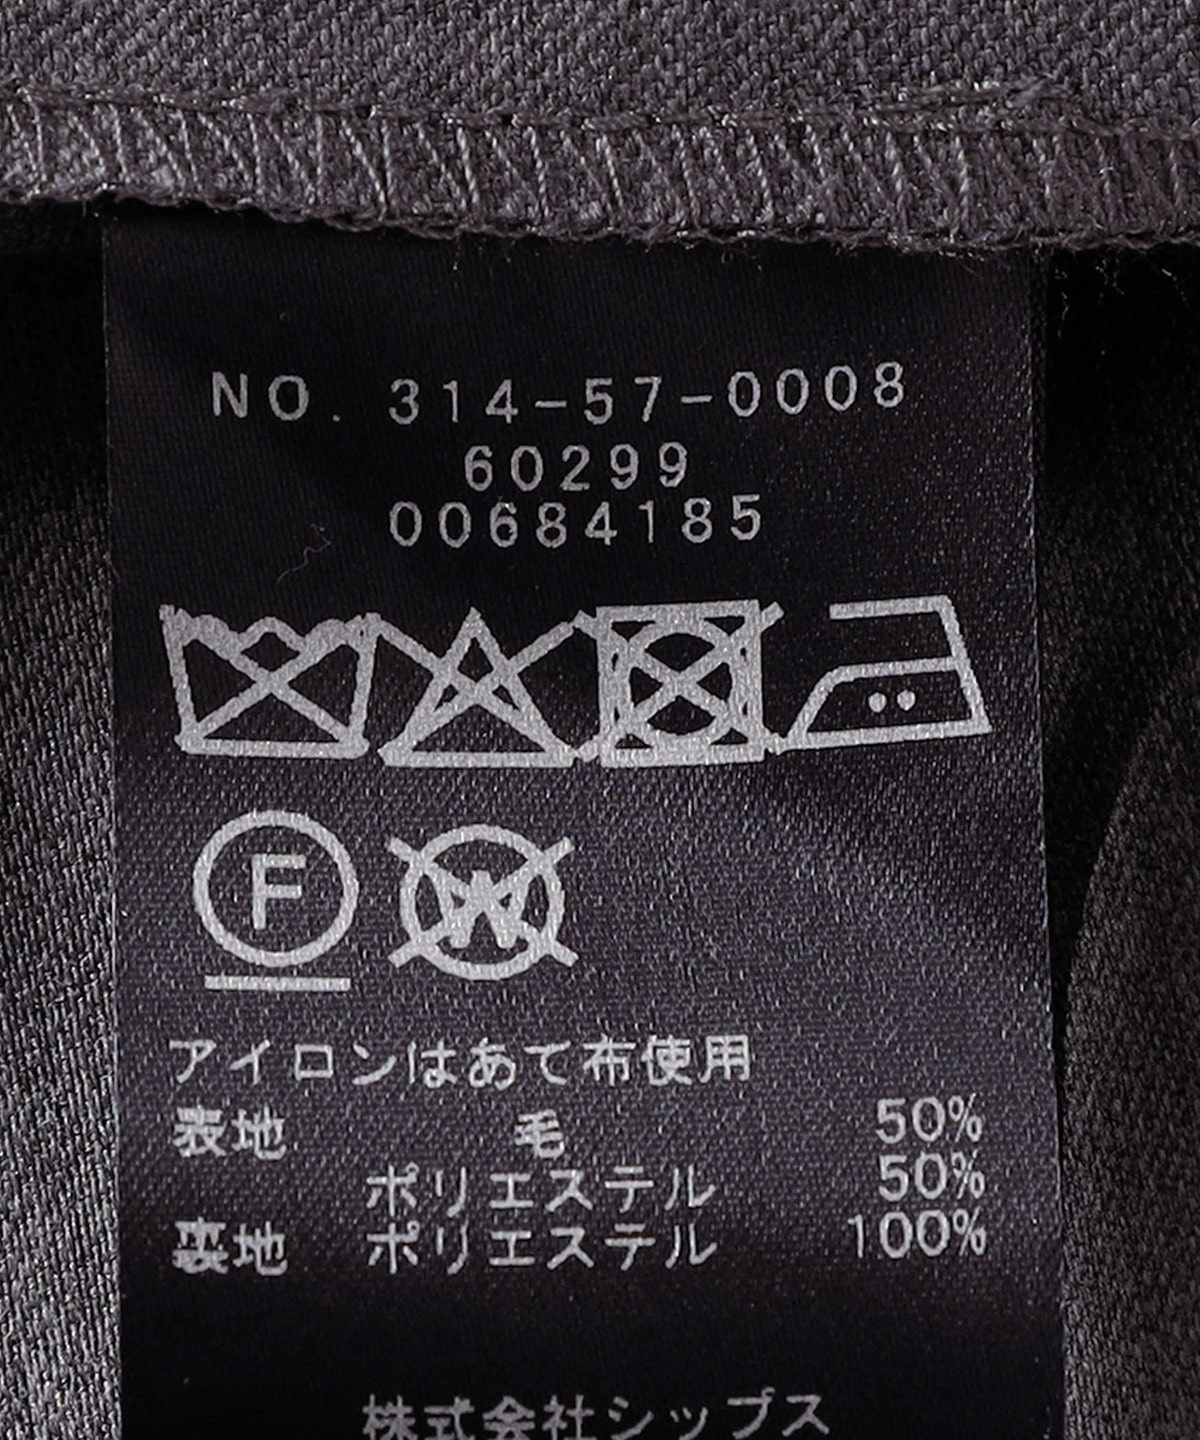 NO. 314-57-0008
60299
00684185
F W
アイロンはあて布使用
表地 毛 50%
ポリエステル 50%
裏地 ポリエステル 100%
株式会社シップス